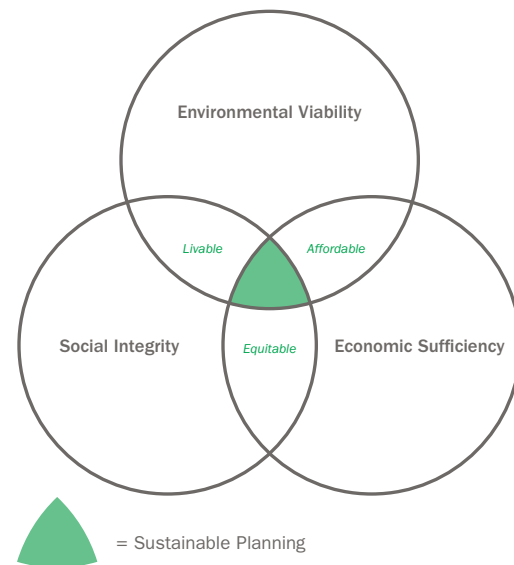 Environmental Viability
Livable
Affordable
Social Integrity
Equitable
Economic Sufficiency
= Sustainable Planning